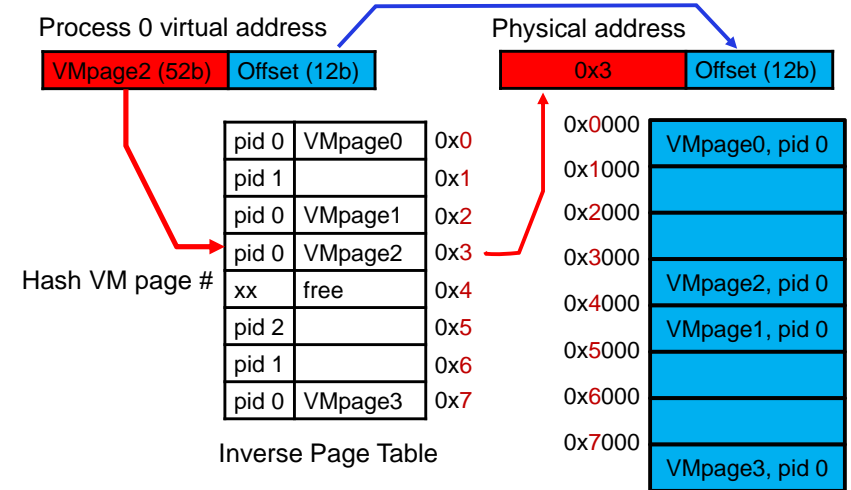 Process 0 virtual address
Physical address
VMpage2 (52b) Offset (12b)
0x3 Offset (12b)
pid 0 VMpage0 0x0
pid 1 0x1
pid 0 VMpage1 0x2
pid 0 VMpage2 0x3
xx free 0x4
pid 2 0x5
pid 1 0x6
pid 0 VMpage3 0x7
Hash VM page #
Inverse Page Table
0x0000
VMpage0, pid 0
0x1000
0x2000
0x3000
VMpage2, pid 0
0x4000
VMpage1, pid 0
0x5000
0x6000
0x7000
VMpage3, pid 0